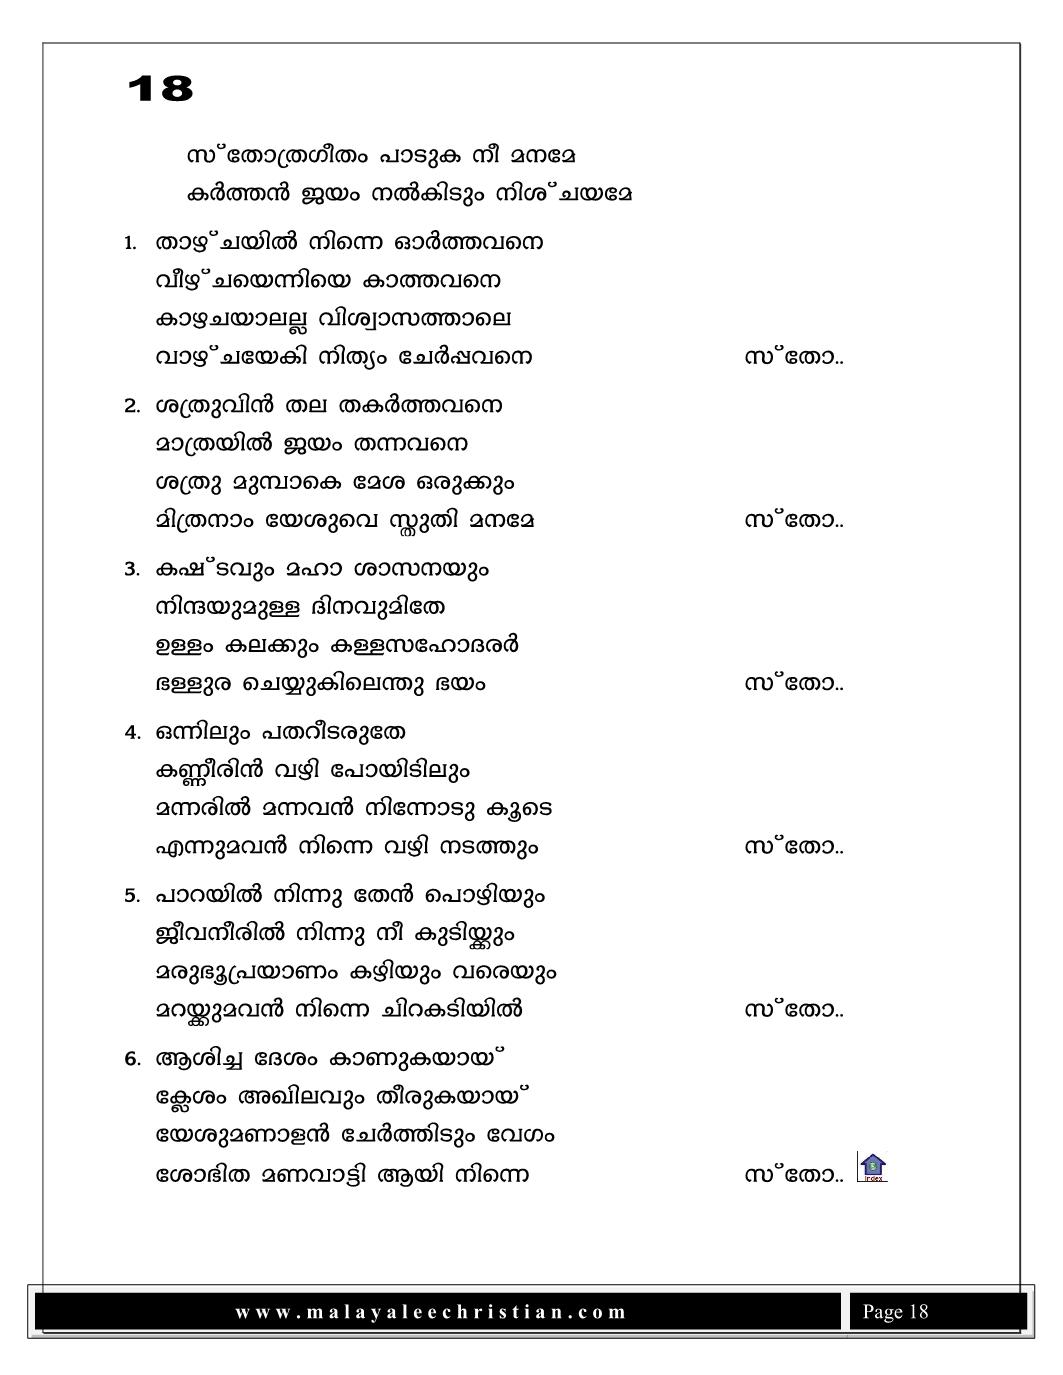 18
സ്തോത്രഗീതം പാടുക നീ മനമേ
കർത്തൻ ജയം നൽകിടും നിശ്ചയമേ
1. താഴ്ചയിൽ നിന്നെ ഓർത്തവനെ
വീഴ്ചയെന്നിയെ കാത്തവനെ
കാഴചയാലല്ല വിശ്വാസത്താലെ
വാഴ്ചയേകി നിത്യം ചേർപ്പവനെ സ്തോ..
2. ശത്രുവിൻ തല തകർത്തവനെ
മാത്രയിൽ ജയം തന്നവനെ
ശത്രു മുമ്പാകെ മേശ ഒരുക്കും
മിത്രനാം യേശുവെ സ്തുതി മനമേ സ്തോ..
3. കഷ്ടവും മഹാ ശാസനയും
നിന്ദയുമുള്ള ദിനവുമിതേ
ഉള്ളം കലക്കും കള്ളസഹോദരർ
ഭള്ളുര ചെയ്യുകിലെന്തു ഭയം സ്തോ..
4. ഒന്നിലും പതറീടരുതേ
കണ്ണീരിൻ വഴി പോയിടിലും
മന്നരിൽ മന്നവൻ നിന്നോടു കൂടെ
എന്നുമവൻ നിന്നെ വഴി നടത്തും സ്തോ..
5. പാറയിൽ നിന്നു തേൻ പൊഴിയും
ജീവനീരിൽ നിന്നു നീ കുടിയ്ക്കും
മരുഭൂപ്രയാണം കഴിയും വരെയും
മറയ്ക്കുമവൻ നിന്നെ ചിറകടിയിൽ സ്തോ..
6. ആശിച്ച ദേശം കാണുകയായ്
ക്ലേശം അഖിലവും തീരുകയായ്
യേശുമണാളൻ ചേർത്തിടും വേഗം
ശോഭിത മണവാട്ടി ആയി നിന്നെ സ്തോ..
Index
www.malayaleechristian.com Page 18